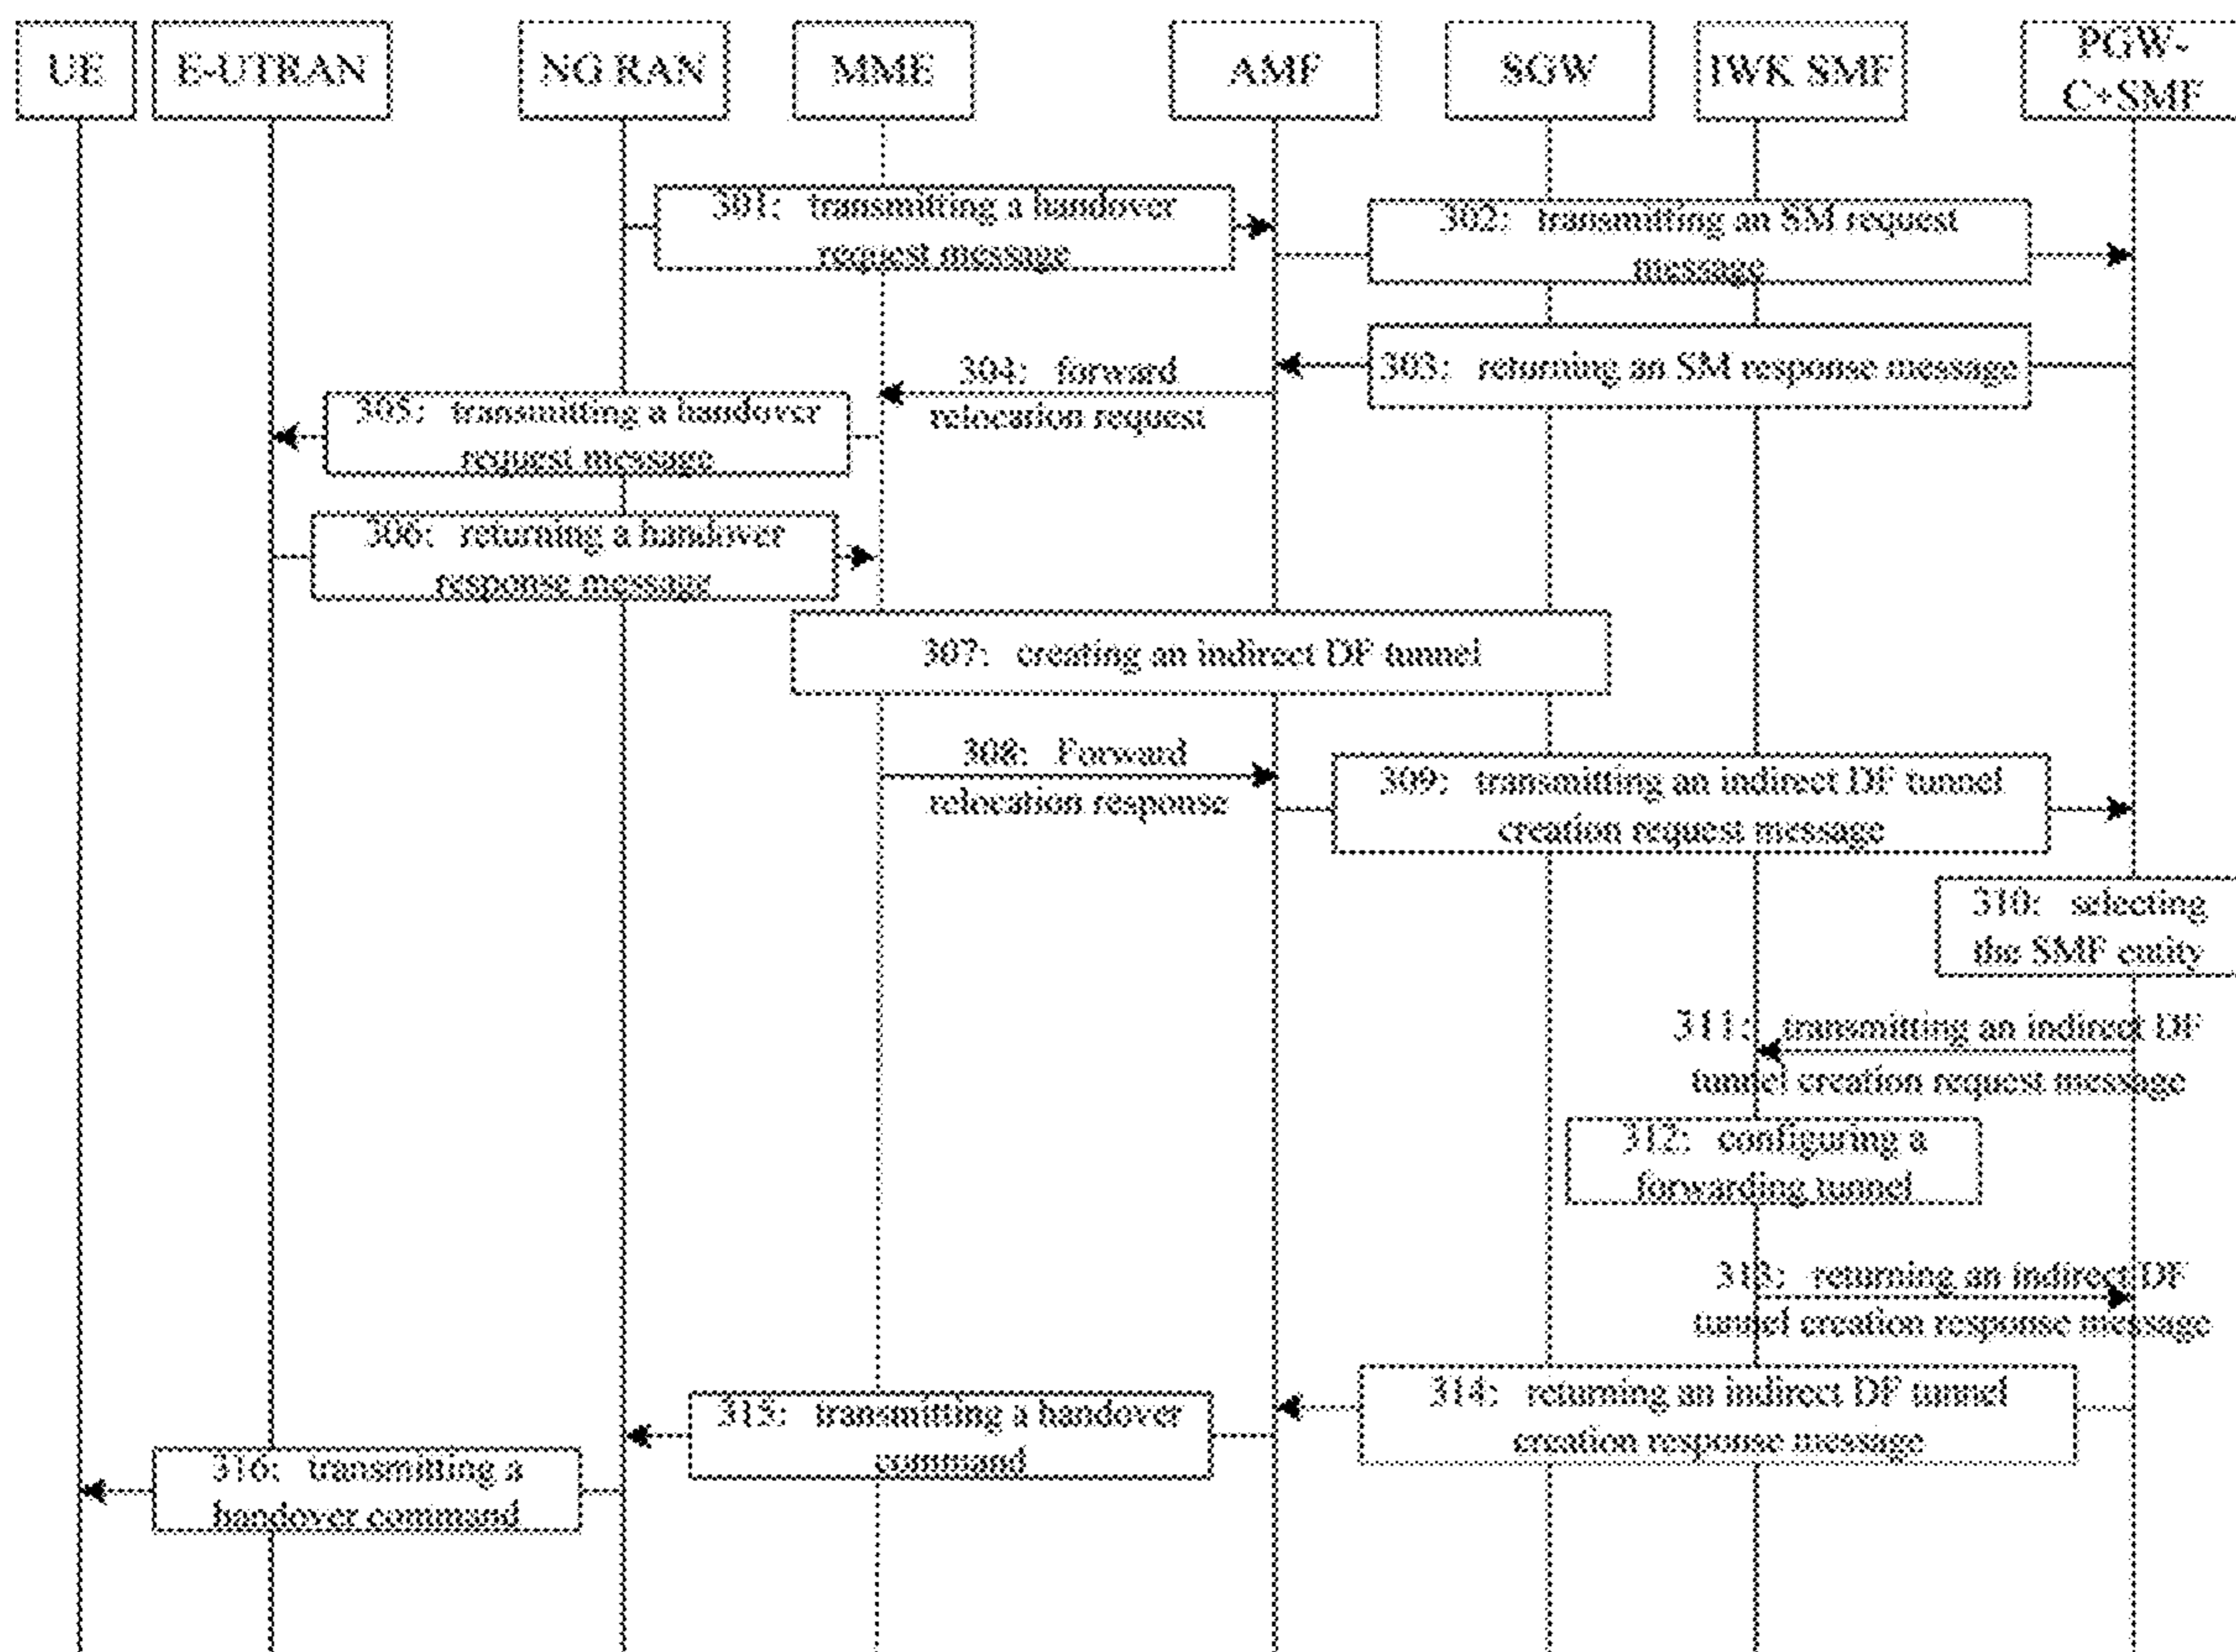 UE
E-UTRAN
NG RAN
MME
AMF
SGW
IWK SMF
PGW-
C+SMF
301: transmitting a handover
request message
302: transmitting an SM request
message
303: returning an SM response message
304: forward
relocation request
305: transmitting a handover
request message
306: returning a handover
response message
307: creating an indirect DF tunnel
308: Forward
relocation response
309: transmitting an indirect DF tunnel
creation request message
310: selecting
the SMF entity
311: transmitting an indirect DF
tunnel creation request message
312: configuring a
forwarding tunnel
313: returning an indirect DF
tunnel creation response message
314: returning an indirect DF tunnel
creation response message
315: transmitting a handover
command
316: transmitting a
handover command